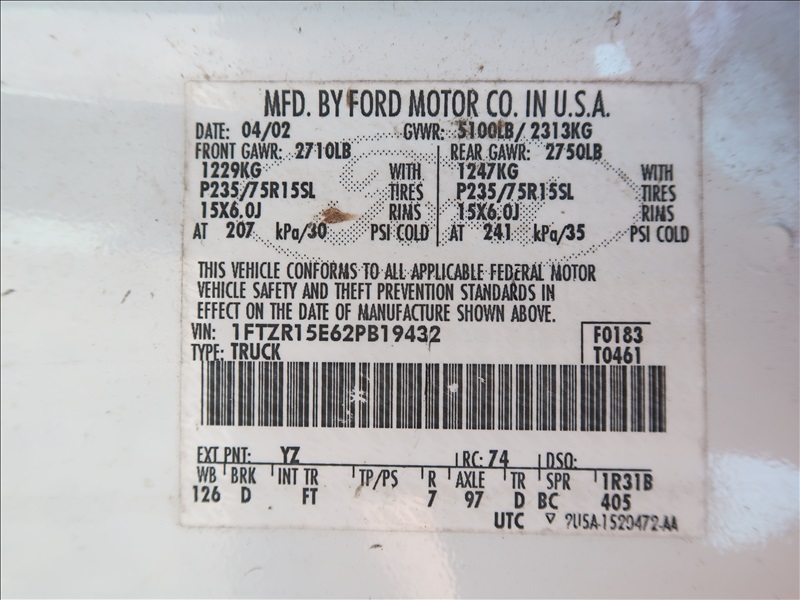 MFD. BY FORD MOTOR CO. IN U.S.A.
DATE: 04/02 GVWR: 5100LB/ 2313KG
FRONT GAWR: 2710LB REAR GAWR: 2750LB
1229KG WITH 1247KG WITH
P235/75R15SL TIRES P235/75R15SL TIRES
15X6.0J RIMS 15X6.0J RIMS
AT 207 kPa/30 PSI COLD AT 241 kPa/35 PSI COLD
THIS VEHICLE CONFORMS TO ALL APPLICABLE FEDERAL MOTOR
VEHICLE SAFETY AND THEFT PREVENTION STANDARDS IN
EFFECT ON THE DATE OF MANUFACTURE SHOWN ABOVE.
VIN: 1FTZR15E62PB19432 F0183
TYPE: TRUCK T0461
EXT PNT: YZ RC: 74 DSO:
WB BRK INT TR TP/PS R AXLE TR SPR 1R31B
126 D FT 7 97 D BC 405
UTC ▽ 2U5A-1520472-AA